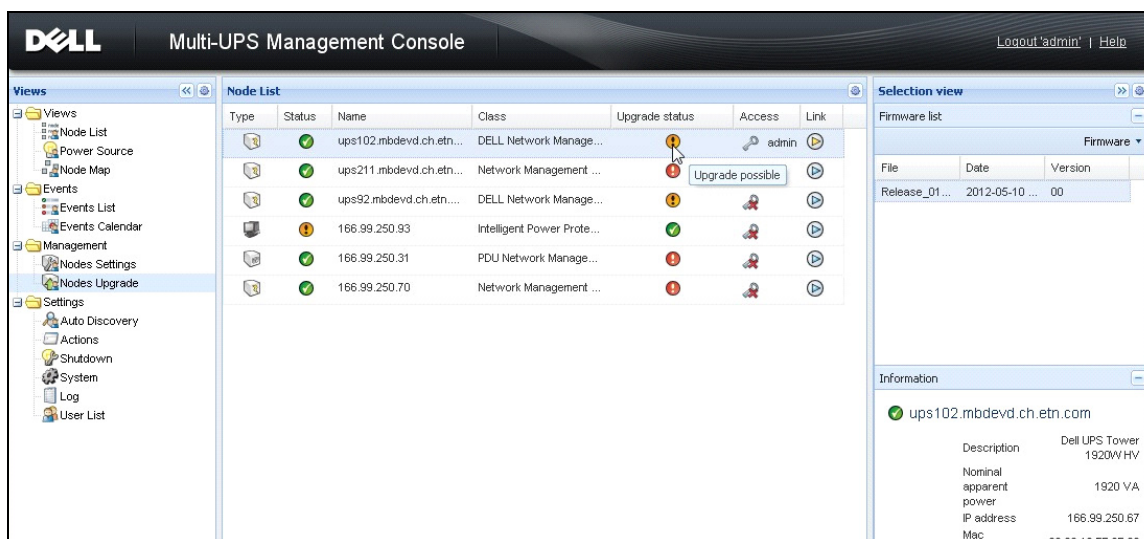 DELL
Multi-UPS Management Console
Logout 'admin' | Help
Views
Views
Node List
Power Source
Node Map
Events
Events List
Events Calendar
Management
Nodes Settings
Nodes Upgrade
Settings
Auto Discovery
Actions
Shutdown
System
Log
User List
Node List
Type Status Name Class Upgrade status Access Link
ups102.mbdevd.ch.etn... DELL Network Manage... admin
ups211.mbdevd.ch.etn... Network Management ...
Upgrade possible
ups92.mbdevd.ch.etn.... DELL Network Manage...
166.99.250.93 Intelligent Power Prote...
166.99.250.31 PDU Network Manage...
166.99.250.70 Network Management ...
Selection view
Firmware list
Firmware
File Date Version
Release_01... 2012-05-10 ... 00
Information
ups102.mbdevd.ch.etn.com
Description Dell UPS Tower
1920W HV
Nominal
apparent 1920 VA
power
IP address 166.99.250.67
Mac